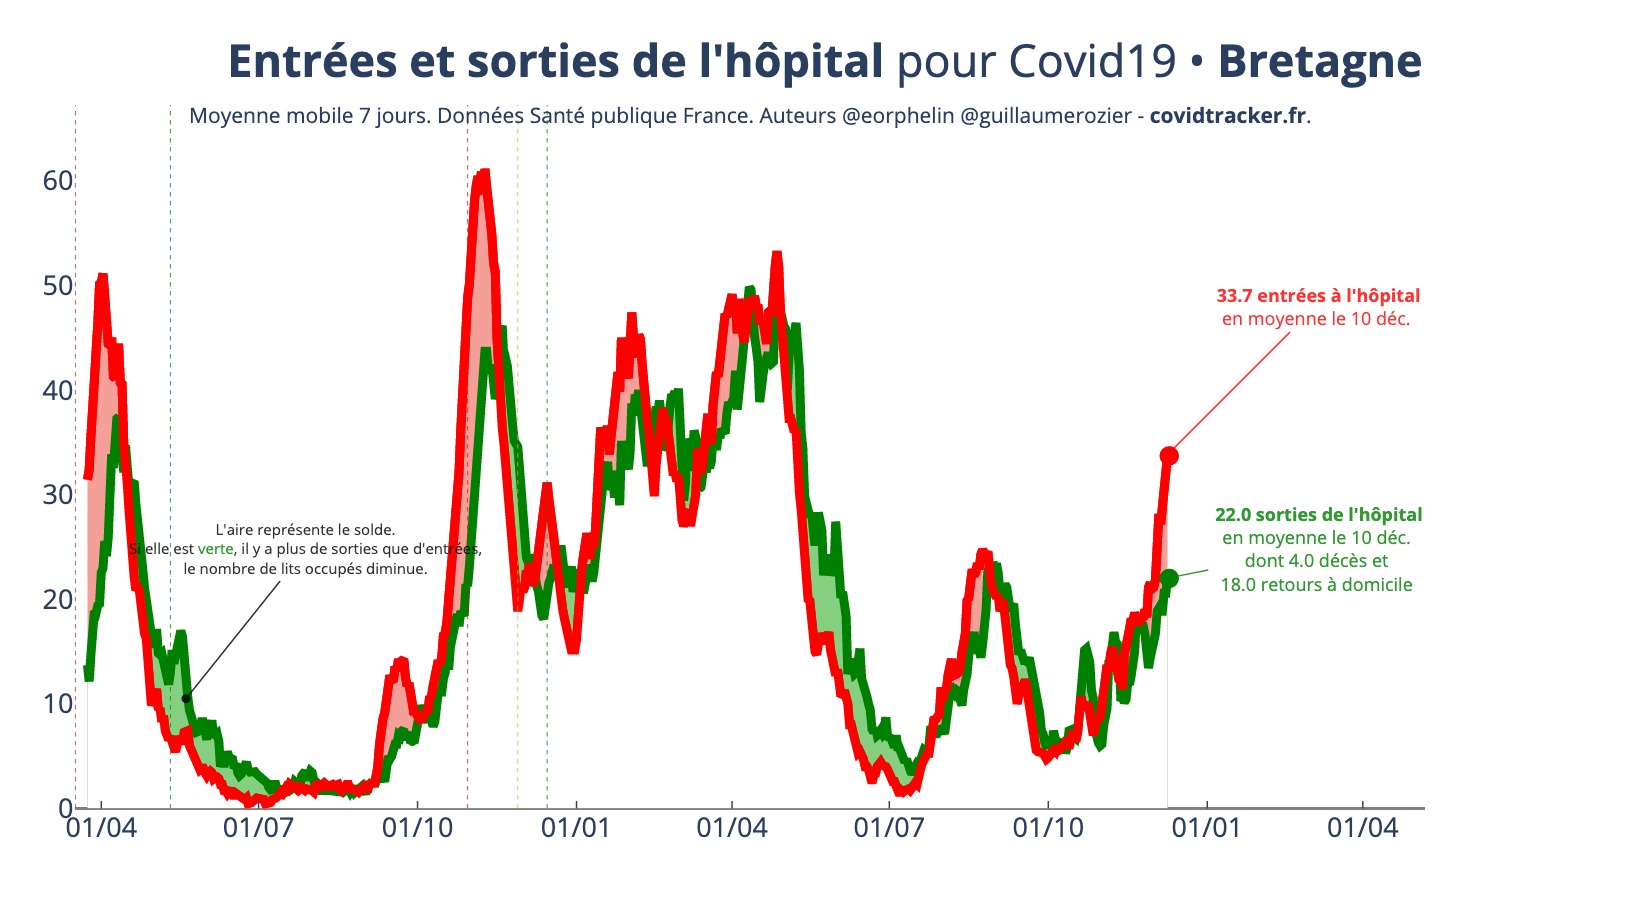 Entrées et sorties de l'hôpital pour Covid19 • Bretagne
Moyenne mobile 7 jours. Données Santé publique France. Auteurs @eorphelin @guillaumerozier - covidtracker.fr.
60
50
40
30
20
10
0
33.7 entrées à l'hôpital
en moyenne le 10 déc.
22.0 sorties de l'hôpital
en moyenne le 10 déc.
dont 4.0 décès et
18.0 retours à domicile
L'aire représente le solde.
Si elle est verte, il y a plus de sorties que d'entrées,
le nombre de lits occupés diminue.
01/04 01/07 01/10 01/01 01/04 01/07 01/10 01/01 01/04